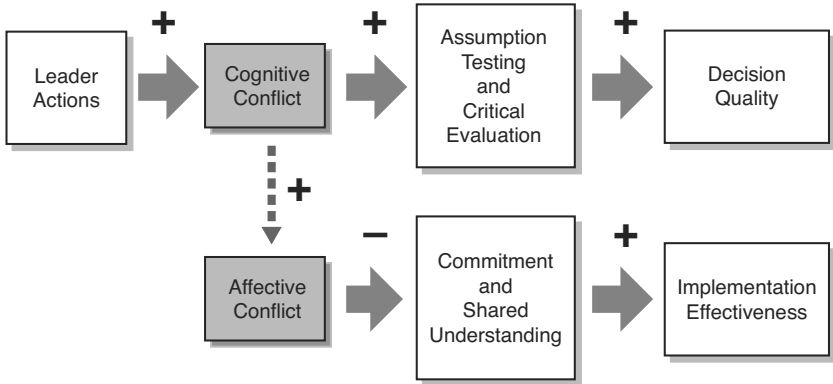 +
+
+
Leader
Actions
Cognitive
Conflict
Assumption
Testing
and
Critical
Evaluation
Decision
Quality
+
−
+
Affective
Conflict
Commitment
and
Shared
Understanding
Implementation
Effectiveness